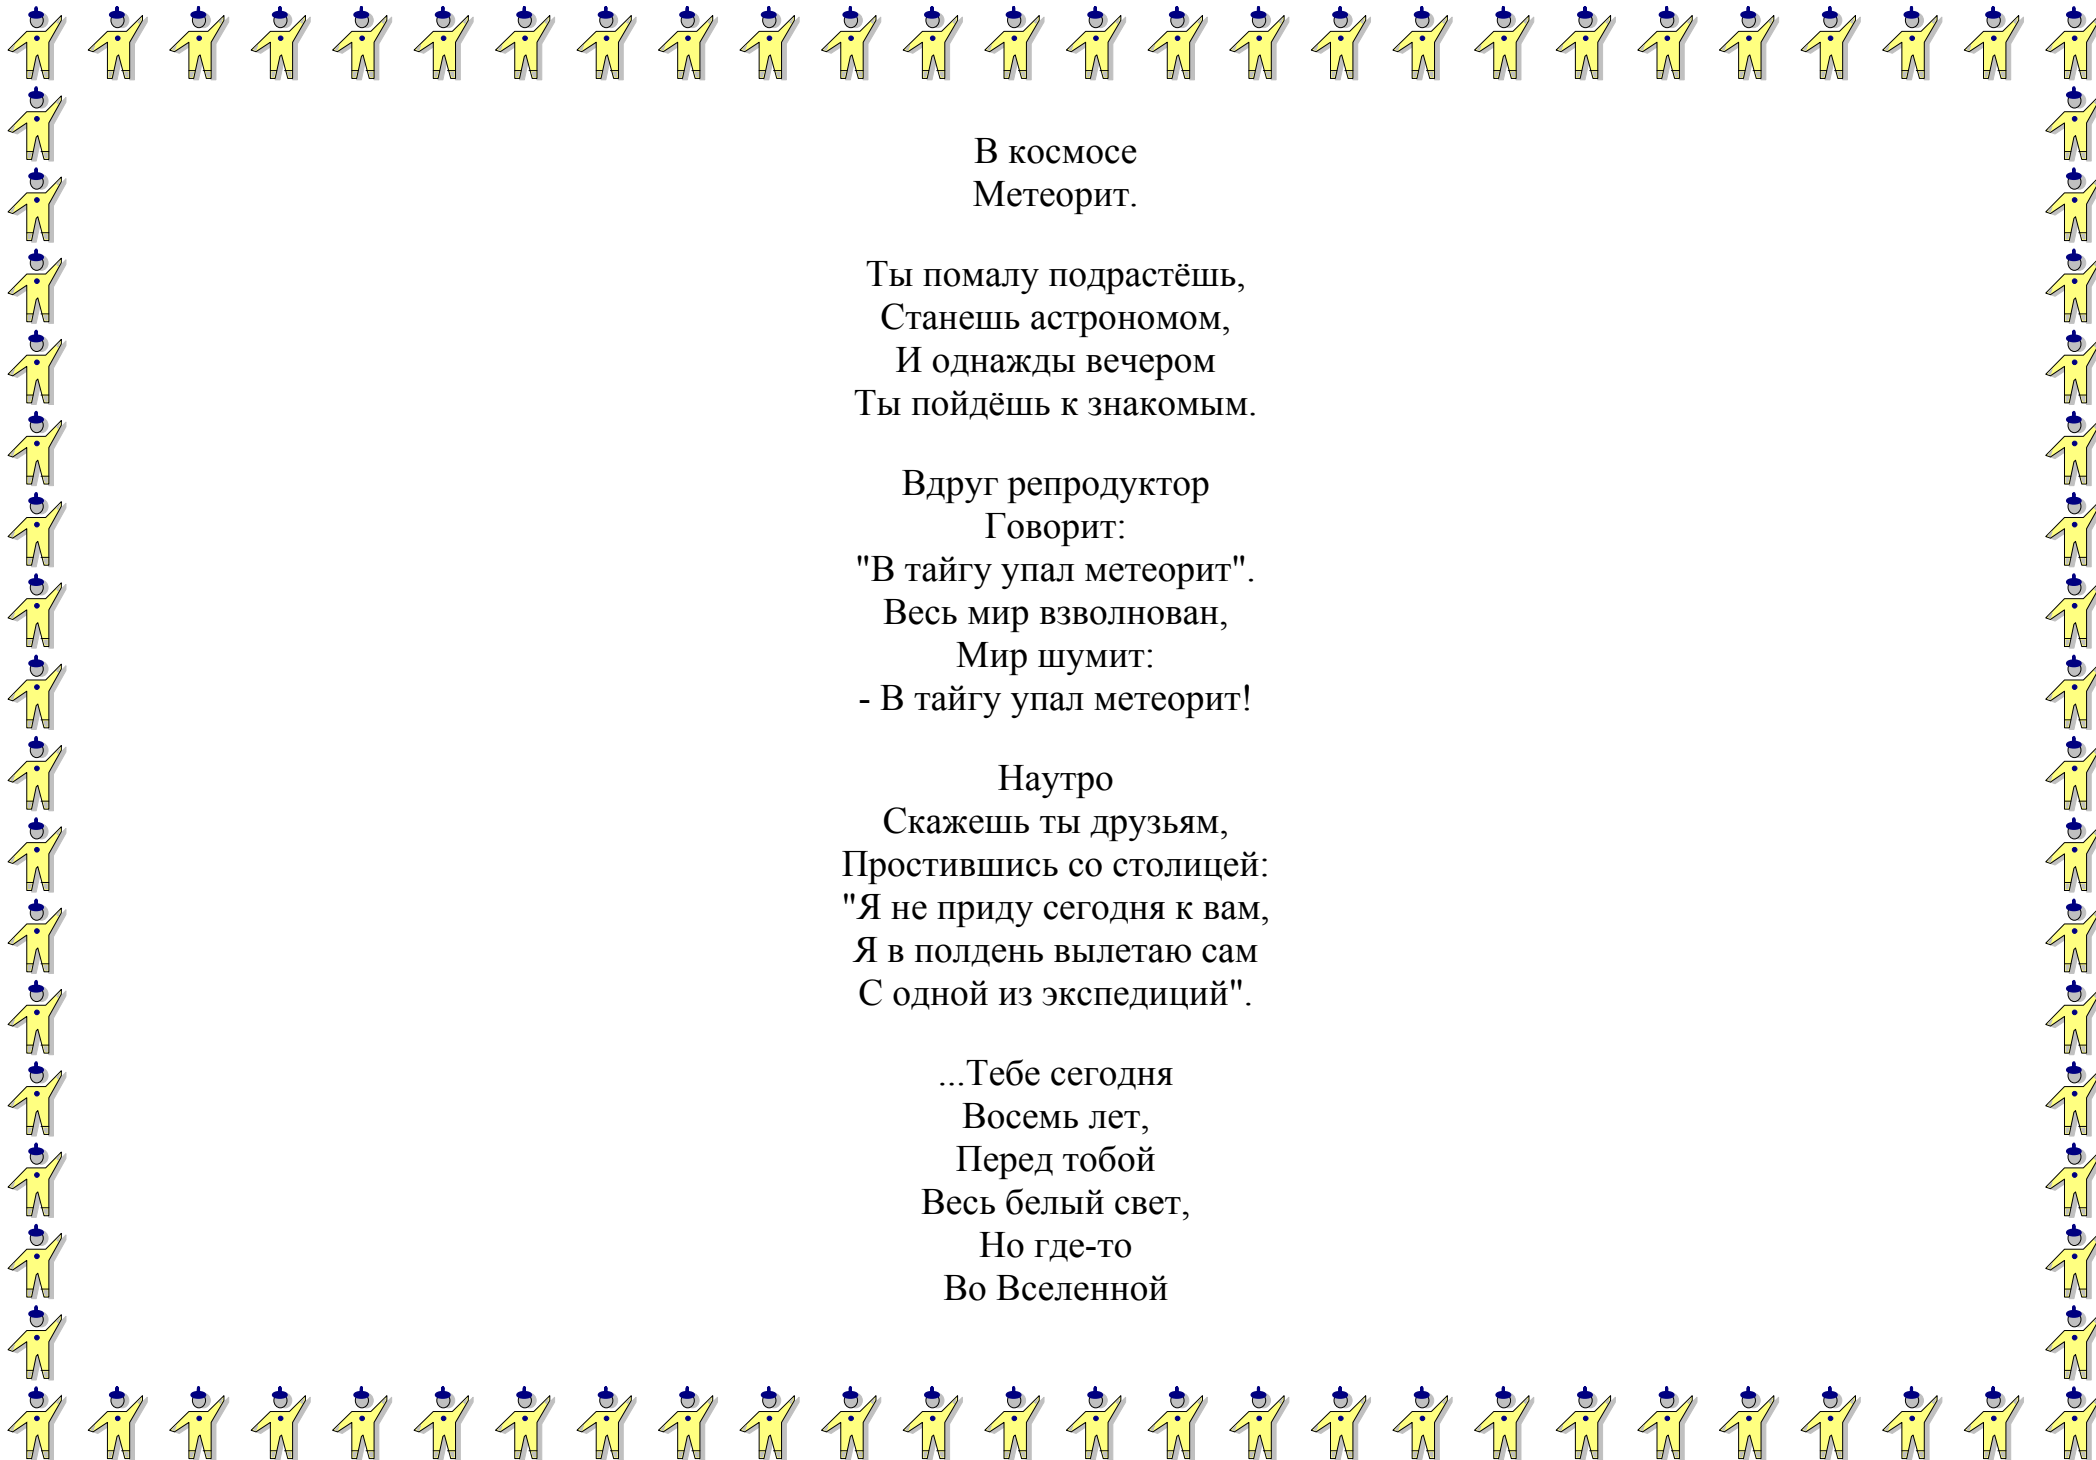 В космосе
Метеорит.
Ты помалу подрастёшь,
Станешь астрономом,
И однажды вечером
Ты пойдёшь к знакомым.
Вдруг репродуктор
Говорит:
"В тайгу упал метеорит".
Весь мир взволнован,
Мир шумит:
- В тайгу упал метеорит!
Наутро
Скажешь ты друзьям,
Простившись со столицей:
"Я не приду сегодня к вам,
Я в полдень вылетаю сам
С одной из экспедиций".
...Тебе сегодня
Восемь лет,
Перед тобой
Весь белый свет,
Но где-то
Во Вселенной